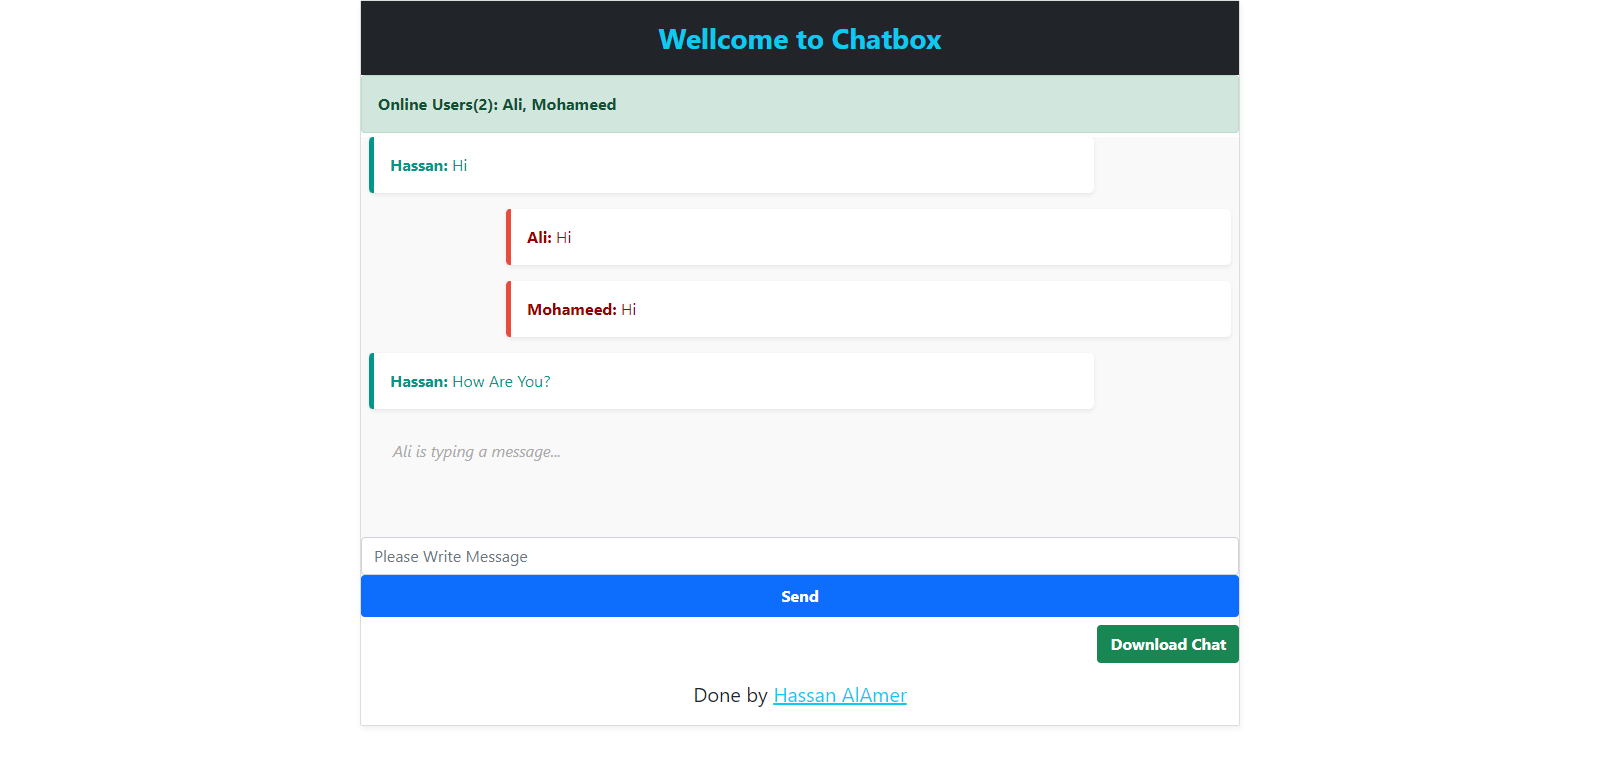 Wellcome to Chatbox
Online Users(2): Ali, Mohameed
Hassan: Hi
Ali: Hi
Mohameed: Hi
Hassan: How Are You?
Ali is typing a message...
Please Write Message
Send
Download Chat
Done by Hassan AlAmer